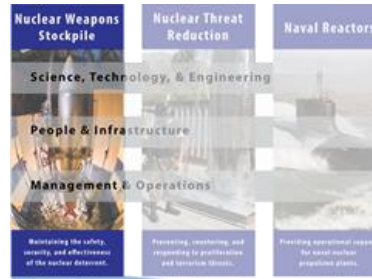 Nuclear Weapons
Stockpile
Nuclear Threat
Reduction
Naval Reactors
Science, Technology, & Engineering
People & Infrastructure
Management & Operations
Maintaining the safety,
security, and effectiveness
of the nuclear deterrent.
Preventing, countering, and
responding to proliferation
and terrorism threats.
Providing operational support
for naval nuclear
propulsion plants.